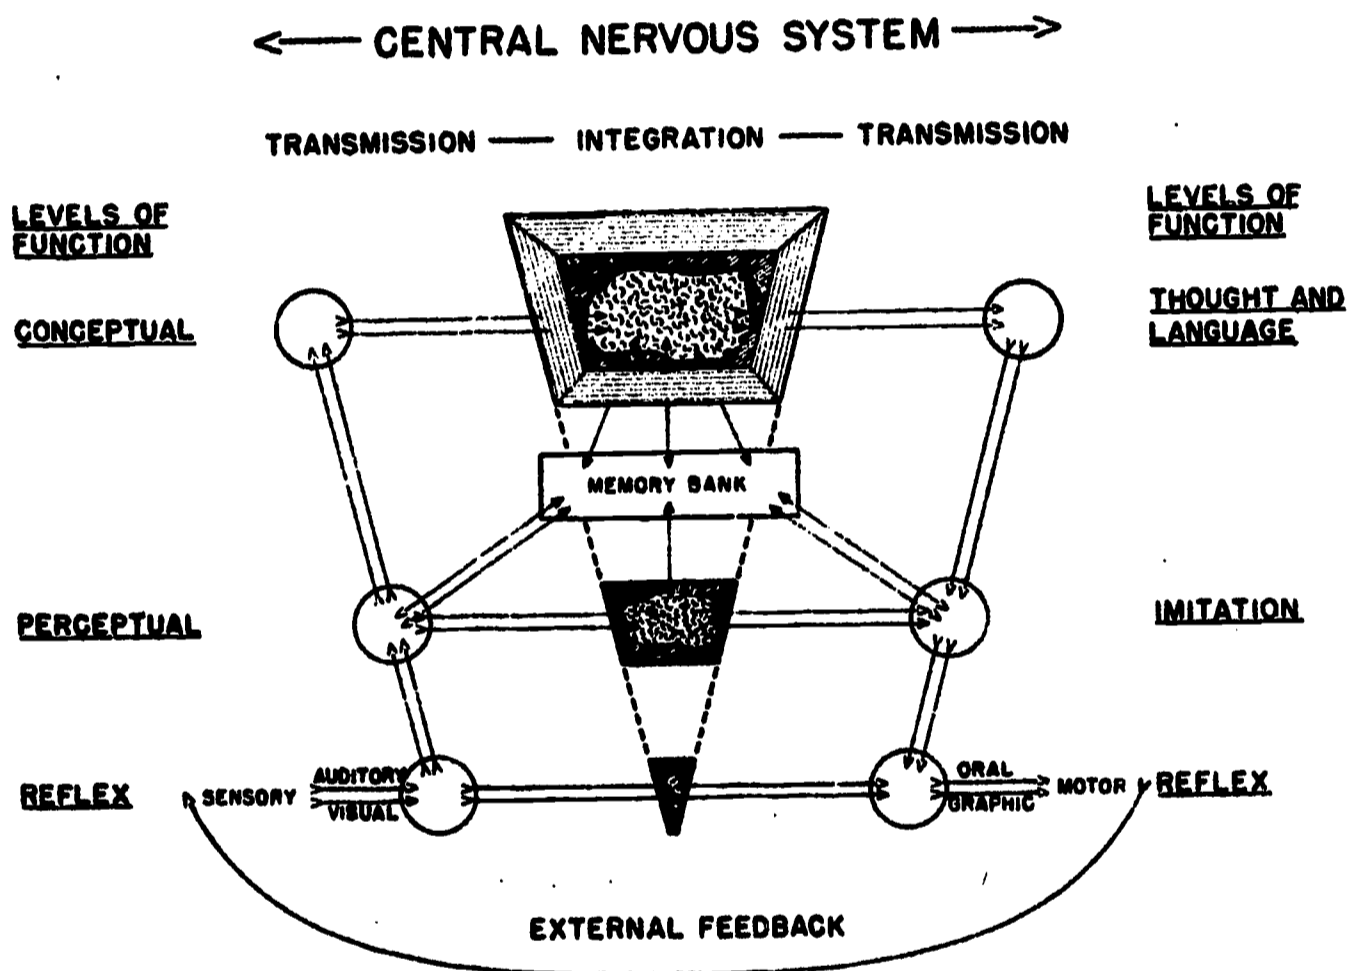 CENTRAL NERVOUS SYSTEM
TRANSMISSION — INTEGRATION — TRANSMISSION
LEVELS OF
FUNCTION
LEVELS OF
FUNCTION
CONCEPTUAL
THOUGHT AND
LANGUAGE
MEMORY BANK
PERCEPTUAL
IMITATION
REFLEX
SENSORY
AUDITORY
VISUAL
ORAL
GRAPHIC
MOTOR
REFLEX
EXTERNAL FEEDBACK